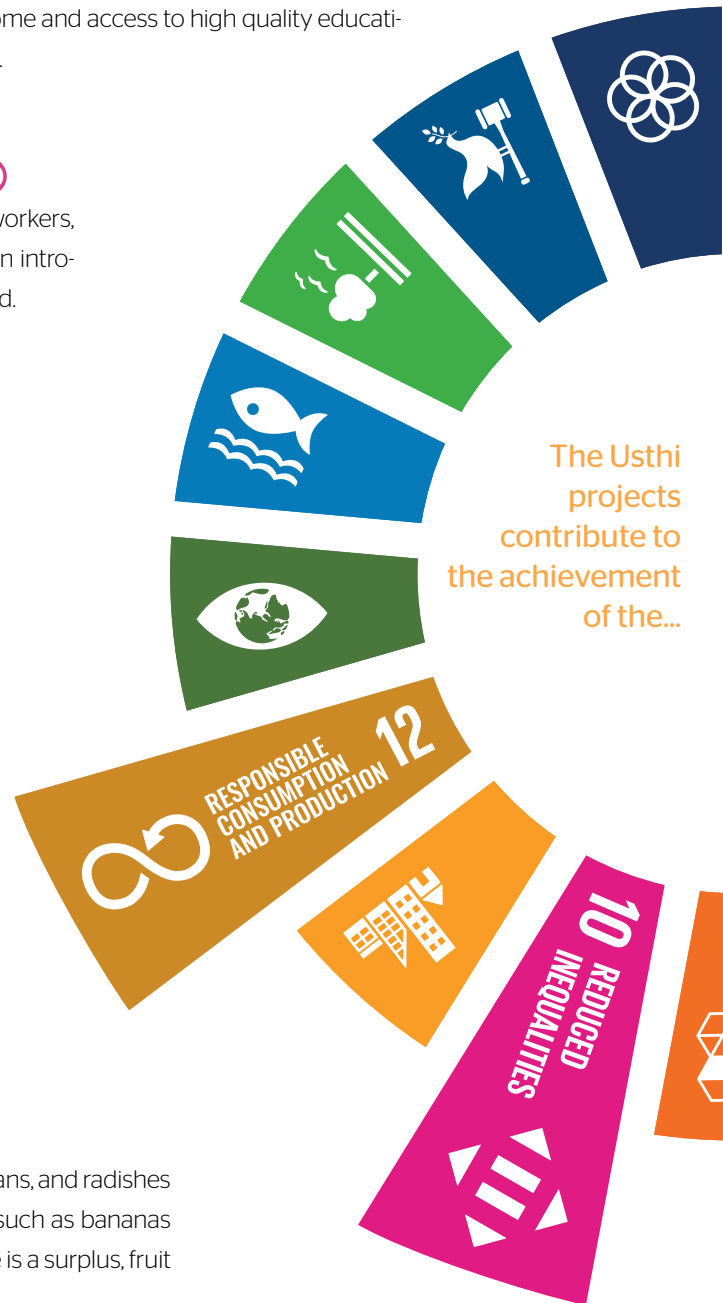 ome and access to high quality educati-
workers,
n intro-
d.
The Usthi
projects
contribute to
the achievement
of the...
12
RESPONSIBLE
CONSUMPTION
AND PRODUCTION
10
REDUCED
INEQUALITIES
ans, and radishes
such as bananas
e is a surplus, fruit